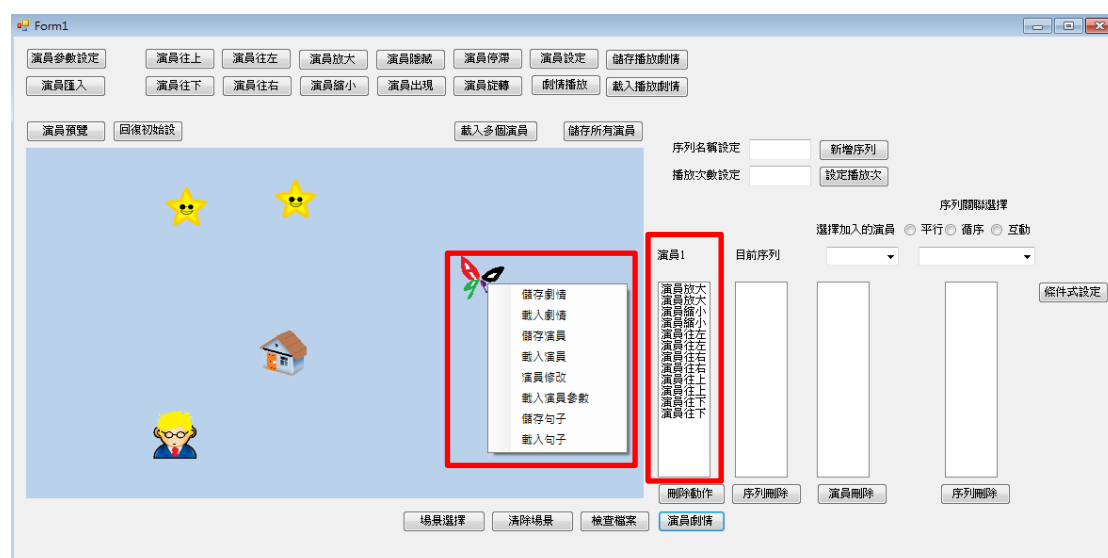 Form1
演員參數設定 演員往上 演員往左 演員放大 演員隱藏 演員停滯 演員設定 儲存播放劇情
演員匯入 演員往下 演員往右 演員縮小 演員出現 演員旋轉 劇情播放 載入播放劇情
演員預覽 回復初始設 載入多個演員 儲存所有演員
序列名稱設定 新增序列
播放次數設定 設定播放次
序列關聯選擇
選擇加入的演員 平行 循序 互動
演員1 目前序列
條件式設定
儲存劇情
載入劇情
儲存演員
載入演員
演員修改
載入演員參數
儲存句子
載入句子
演員放大
演員放大
演員縮小
演員縮小
演員往左
演員往左
演員往右
演員往右
演員往上
演員往上
演員往下
演員往下
刪除動作 序列刪除 演員刪除 序列刪除
場景選擇 清除場景 檢查檔案 演員劇情